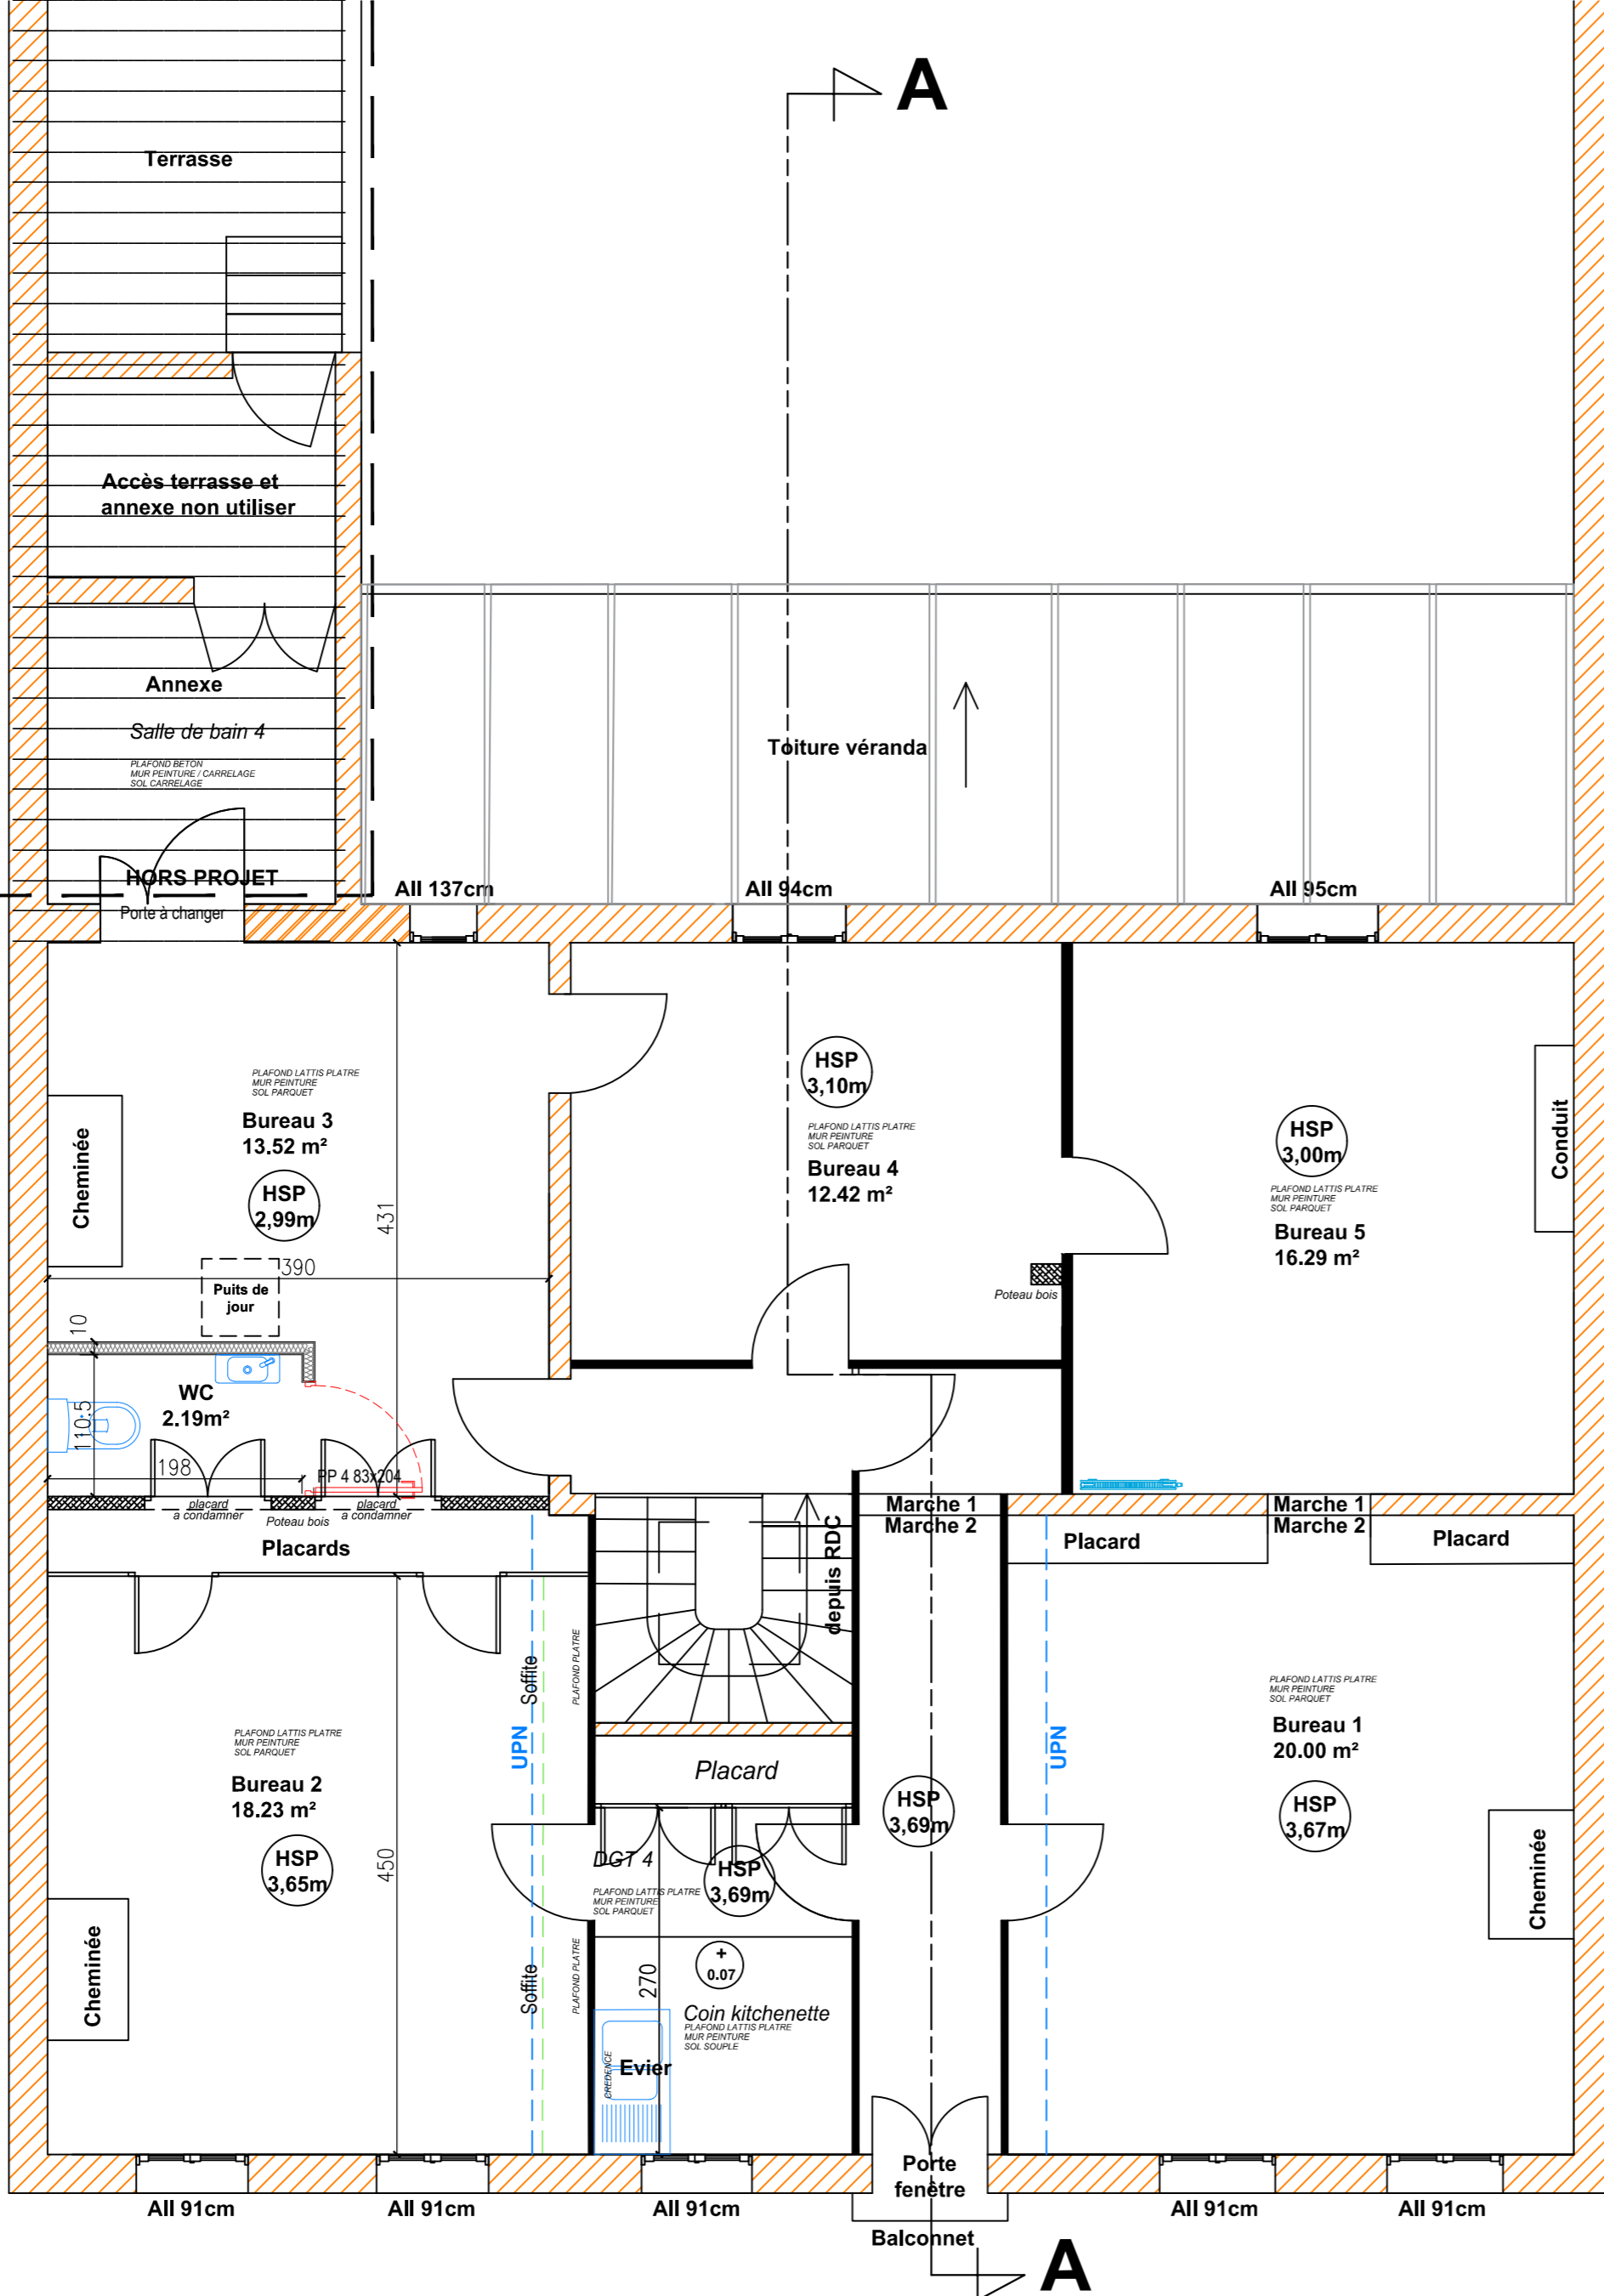 A
Terrasse
Accès terrasse et
annexe non utiliser
Annexe
Salle de bain 4
PLAFOND BETON
MUR PEINTURE / CARRELAGE
SOL CARRELAGE
Toiture véranda
HORS PROJET
Porte à changer
All 137cm
All 94cm
All 95cm
PLAFOND LATTIS PLATRE
MUR PEINTURE
SOL PARQUET
Bureau 3
13.52 m²
HSP
2,99m
Cheminée
431
390
Puits de
jour
HSP
3,10m
PLAFOND LATTIS PLATRE
MUR PEINTURE
SOL PARQUET
Bureau 4
12.42 m²
Poteau bois
HSP
3,00m
PLAFOND LATTIS PLATRE
MUR PEINTURE
SOL PARQUET
Bureau 5
16.29 m²
Conduit
10
110.5
WC
2.19m²
198
PP 4 83x204
placard
a condamner
Poteau bois
placard
a condamner
Placards
depuis RDC
Marche 1
Marche 2
Marche 1
Marche 2
Placard
Placard
Soffite
PLAFOND PLATRE
UPN
UPN
PLAFOND LATTIS PLATRE
MUR PEINTURE
SOL PARQUET
Bureau 2
18.23 m²
HSP
3,65m
450
Cheminée
Soffite
PLAFOND PLATRE
Placard
DGT 4
HSP
3,69m
PLAFOND LATTIS PLATRE
MUR PEINTURE
SOL PARQUET
+
0.07
270
Coin kitchenette
PLAFOND LATTIS PLATRE
MUR PEINTURE
SOL SOUPLE
CREDENCE
Evier
HSP
3,69m
PLAFOND LATTIS PLATRE
MUR PEINTURE
SOL PARQUET
Bureau 1
20.00 m²
HSP
3,67m
Cheminée
Porte
fenêtre
All 91cm
All 91cm
All 91cm
All 91cm
All 91cm
Balconnet
A